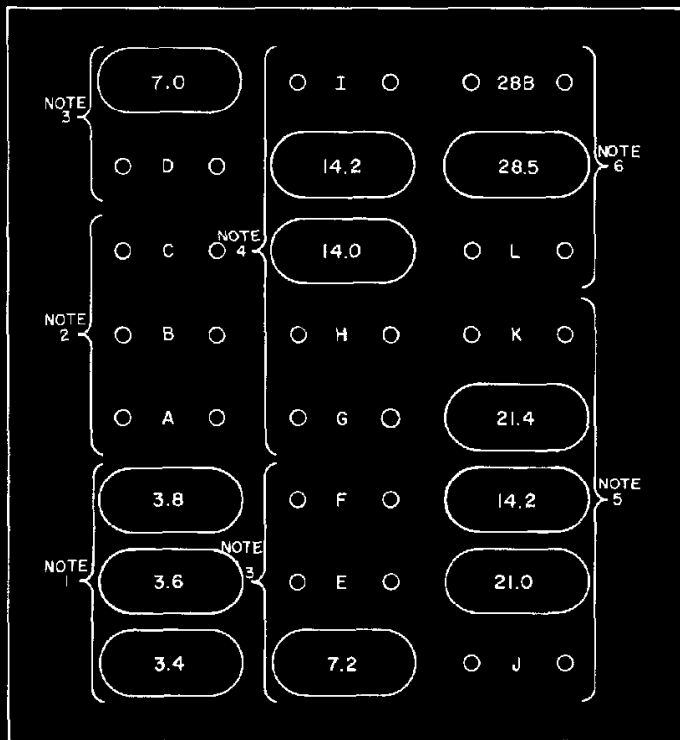 7.0 I 28B
NOTE
3
D 14.2 28.5
NOTE
6
C NOTE
4
14.0 L
NOTE
2
B H K
A G 21.4
3.8 F 14.2
NOTE
5
NOTE
1
3.6 NOTE
3
E 21.0
3.4 7.2 J